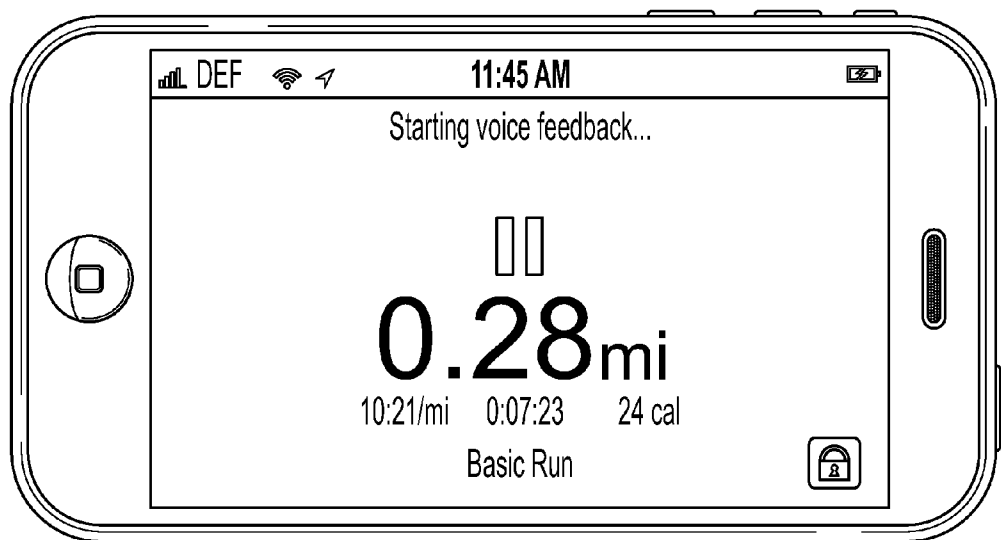 DEF 11:45 AM
Starting voice feedback...
0.28mi
10:21/mi 0:07:23 24 cal
Basic Run